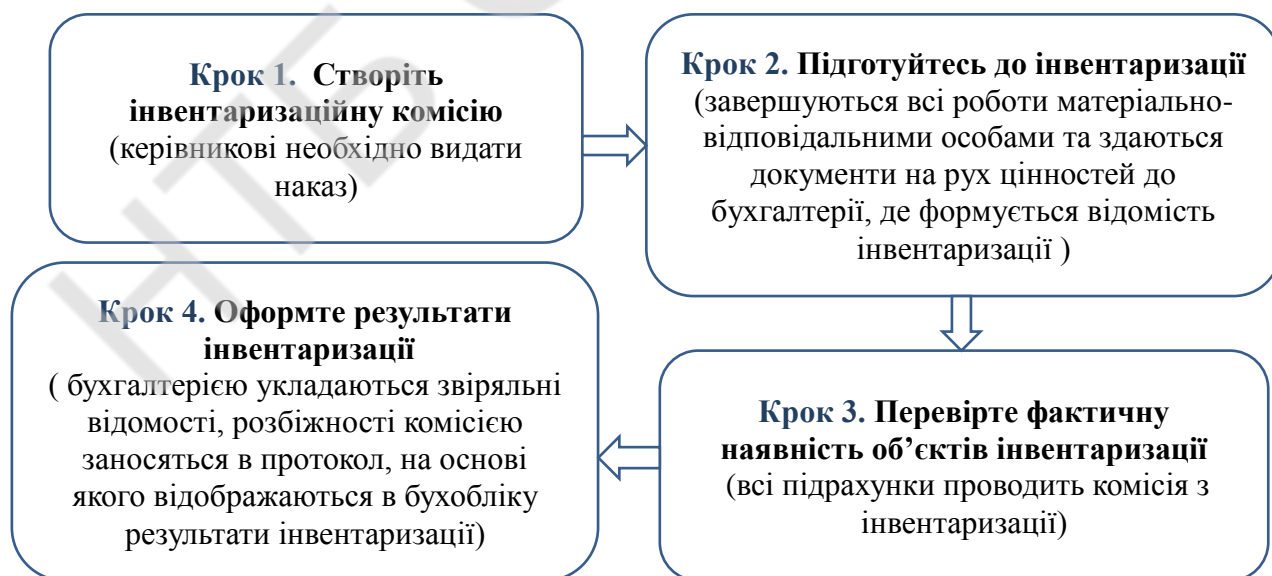 Крок 1. Створіть
інвентаризаційну комісію
(керівникові необхідно видати
наказ)
Крок 2. Підготуйтесь до інвентаризації
(завершуються всі роботи матеріально-
відповідальними особами та здаються
документи на рух цінностей до
бухгалтерії, де формується відомість
інвентаризації )
Крок 3. Перевірте фактичну
наявність об’єктів інвентаризації
(всі підрахунки проводить комісія з
інвентаризації)
Крок 4. Оформте результати
інвентаризації
( бухгалтерією укладаються звіряльні
відомості, розбіжності комісією
заносяться в протокол, на основі
якого відображаються в бухобліку
результати інвентаризації)
НТБ